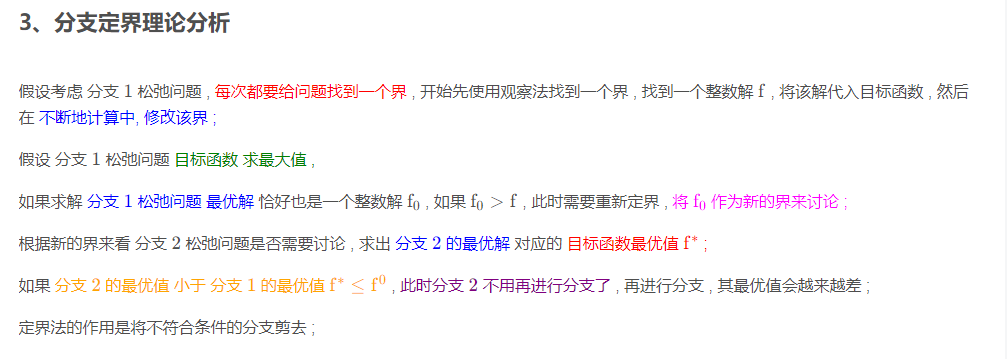 3、分支定界理论分析
假设考虑 分支 1 松弛问题 , 每次都要给问题找到一个界 , 开始先使用观察法找到一个界 , 找到一个整数解 f , 将该解代入目标函数 , 然后
在 不断地计算中, 修改该界 ;
假设 分支 1 松弛问题 目标函数 求最大值 ,
如果求解 分支 1 松弛问题 最优解 恰好也是一个整数解 f₀ , 如果 f₀ > f , 此时需要重新定界 , 将 f₀ 作为新的界来讨论 ;
根据新的界来看 分支 2 松弛问题是否需要讨论 , 求出 分支 2 的最优解 对应的 目标函数最优值 f* ;
如果 分支 2 的最优值 小于 分支 1 的最优值 f* ≤ f⁰ , 此时分支 2 不用再进行分支了 , 再进行分支 , 其最优值会越来越差 ;
定界法的作用是将不符合条件的分支剪去 ;